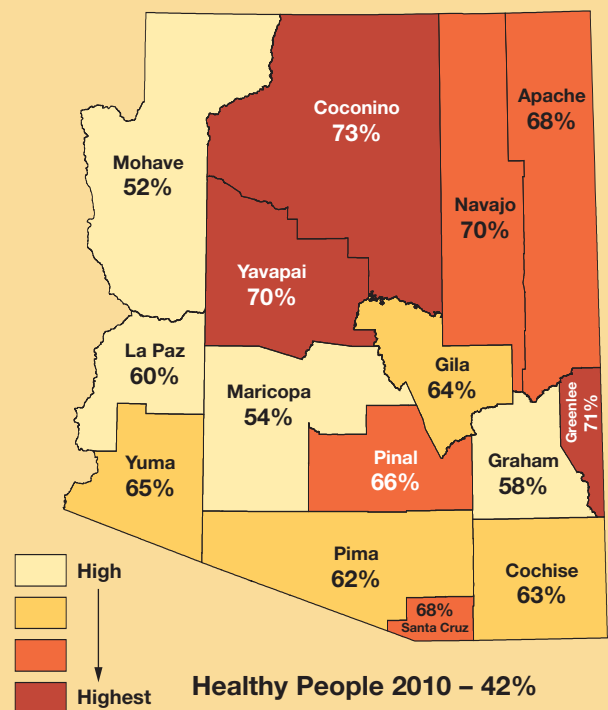 Coconino
73%
Apache
68%
Mohave
52%
Navajo
70%
Yavapai
70%
La Paz
60%
Gila
64%
Maricopa
54%
Greenlee
71%
Yuma
65%
Pinal
66%
Graham
58%
Pima
62%
Cochise
63%
68%
Santa Cruz
High
Highest
Healthy People 2010 – 42%